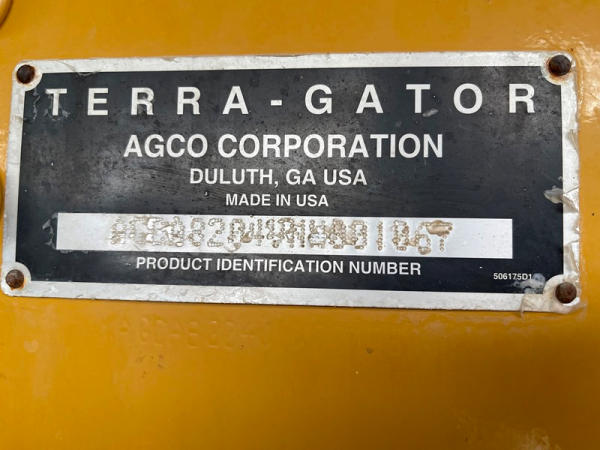 TERRA-GATOR
AGCO CORPORATION
DULUTH, GA USA
MADE IN USA
PRODUCT IDENTIFICATION NUMBER
506175D1